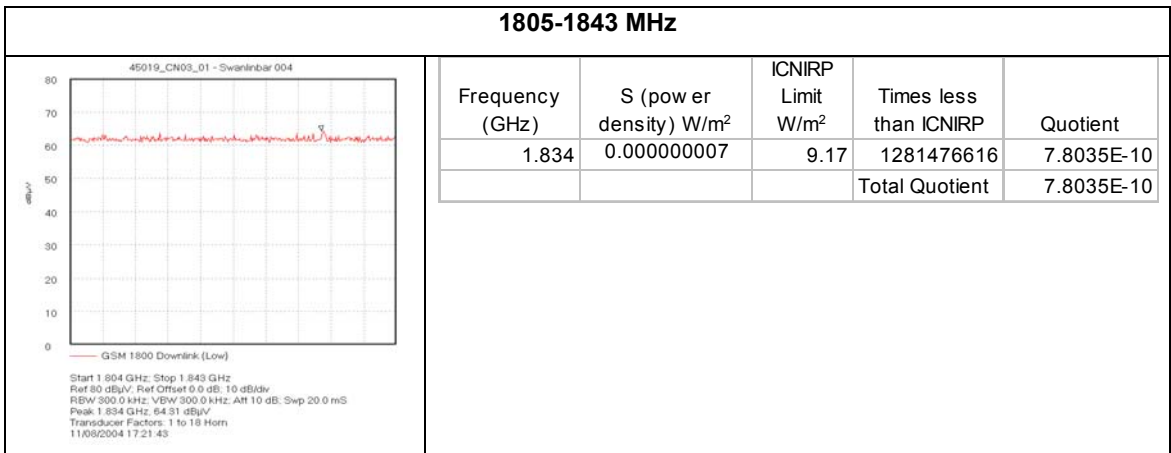 1805-1843 MHz
45019_CN03_01 - Swanlinbar 004
80
70
60
50
40
30
20
10
0
dBµV
GSM 1800 Downlink (Low)
Start 1.804 GHz; Stop 1.843 GHz
Ref 80 dBµV; Ref Offset 0.0 dB; 10 dB/div
RBW 300.0 kHz; VBW 300.0 kHz; Att 10 dB; Swp 20.0 mS
Peak 1.834 GHz, 64.31 dBµV
Transducer Factors: 1 to 18 Horn
11/08/2004 17:21:43
Frequency (GHz) S (pow er density) W/m² ICNIRP Limit W/m² Times less than ICNIRP Quotient
1.834 0.000000007 9.17 1281476616 7.8035E-10
Total Quotient 7.8035E-10